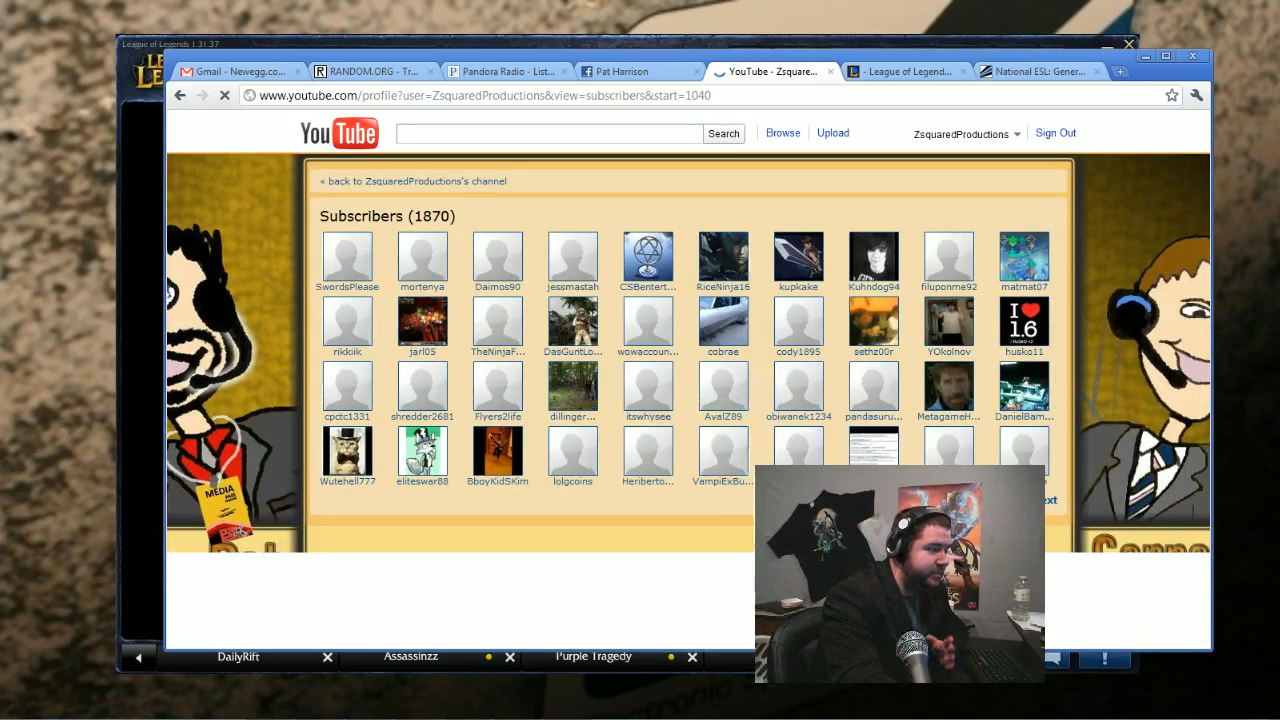 League of Legends 1.31.37
Gmail - Newegg.co...
RANDOM.ORG - Tr...
Pandora Radio - List...
Pat Harrison
YouTube - Zsquare...
- League of Legend...
National ESL: Gener...
www.youtube.com/profile?user=ZsquaredProductions&view=subscribers&start=1040
YouTube
Search
Browse
Upload
ZsquaredProductions
Sign Out
« back to ZsquaredProductions's channel
Subscribers (1870)
SwordsPlease mortenya Daimos90 jessmastah CSBentert... RiceNinja16 kupkake Kuhndog94 filuponme92 matmat07
I ♥ 1.6
rikkiik jarl05 TheNinjaF... DasGuntLo... wowaccoun... cobrae cody1895 sethz00r YOkolnov husko11
cpctc1331 shredder2681 Flyers2life dillinger... itswhysee AvalZ89 obiwanek1234 pandasuru... MetagameH... DanielBam...
Wutehell777 eliteswar88 BboyKidSKim lolgcoins Heriberto... VampiExBu...
MEDIA
DailyRift
Assassinzz
Purple Tragedy